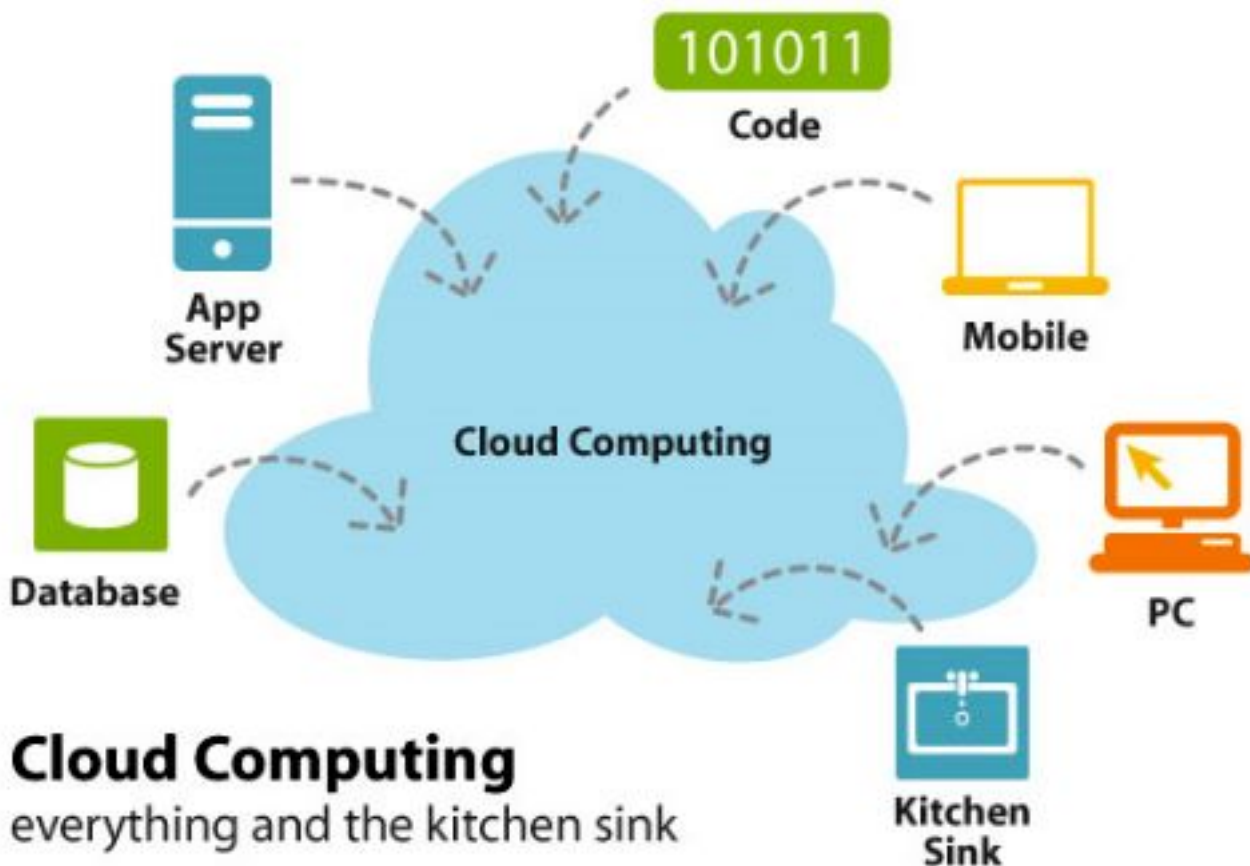 101011
Code
App
Server
Mobile
Cloud Computing
Database
PC
Kitchen
Sink
Cloud Computing
everything and the kitchen sink